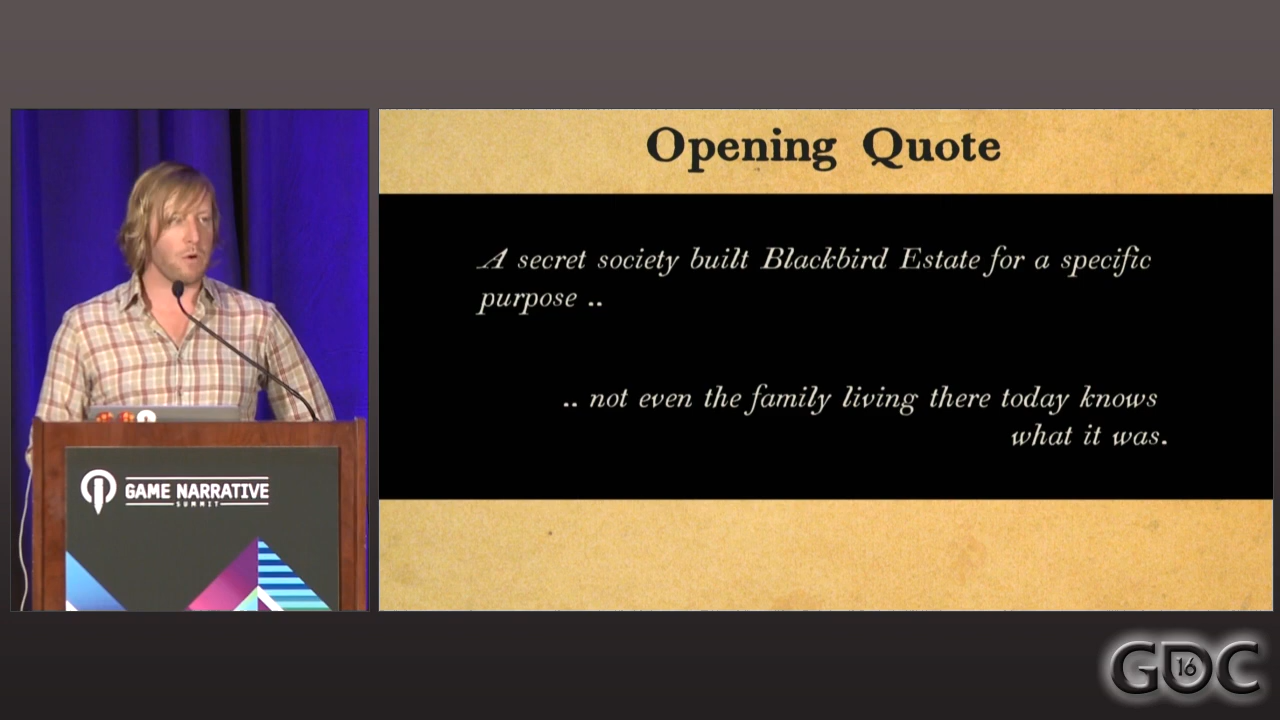 Opening Quote
A secret society built Blackbird Estate for a specific
purpose ..
.. not even the family living there today knows
what it was.
GAME NARRATIVE
SUMMIT
GDC
16